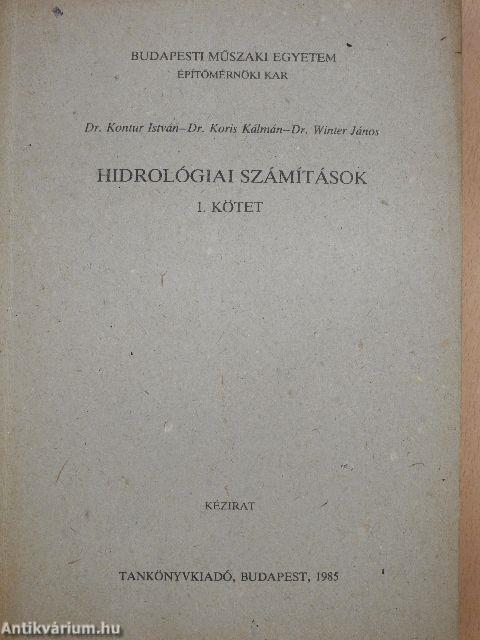 BUDAPESTI MŰSZAKI EGYETEM
ÉPÍTŐMÉRNÖKI KAR
Dr. Kontur István–Dr. Koris Kálmán–Dr. Winter János
HIDROLÓGIAI SZÁMÍTÁSOK
I. KÖTET
KÉZIRAT
TANKÖNYVKIADÓ, BUDAPEST, 1985
Antikvárium.hu